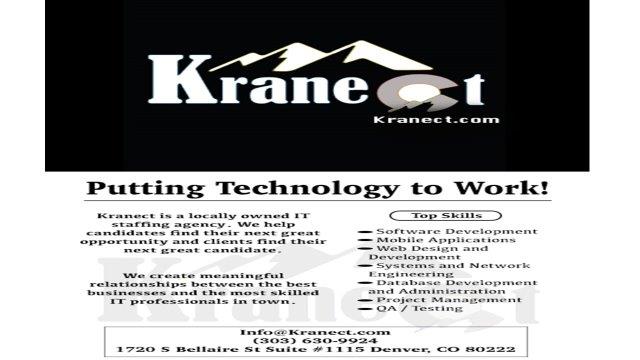 Kranect
Kranect.com
Putting Technology to Work!
Kranect is a locally owned IT
staffing agency. We help
candidates find their next great
opportunity and clients find their
next great candidate.
We create meaningful
relationships between the best
businesses and the most skilled
IT professionals in town.
Top Skills
Software Development
Mobile Applications
Web Design and
Development
Systems and Network
Engineering
Database Development
and Administration
Project Management
QA / Testing
Kranect
Info@Kranect.com
(303) 630-9924
1720 S Bellaire St Suite #1115 Denver, CO 80222